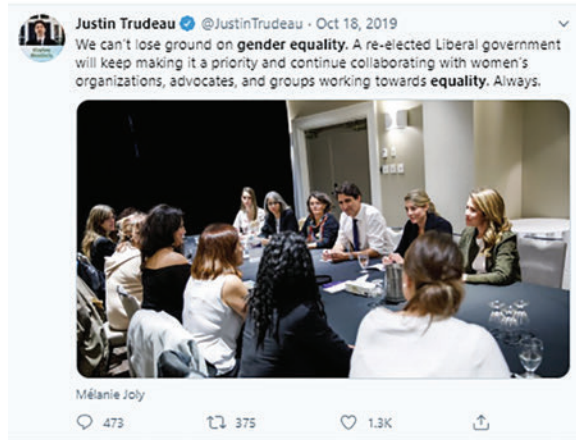 Justin Trudeau @JustinTrudeau · Oct 18, 2019
We can't lose ground on gender equality. A re-elected Liberal government
will keep making it a priority and continue collaborating with women's
organizations, advocates, and groups working towards equality. Always.
Mélanie Joly
473 375 1.3K